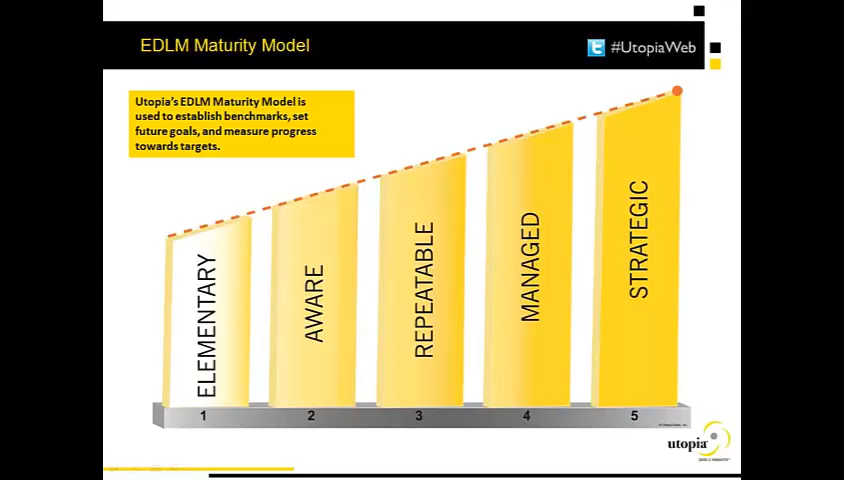 EDLM Maturity Model
#UtopiaWeb
Utopia's EDLM Maturity Model is
used to establish benchmarks, set
future goals, and measure progress
towards targets.
ELEMENTARY
AWARE
REPEATABLE
MANAGED
STRATEGIC
1
2
3
4
5
utopia